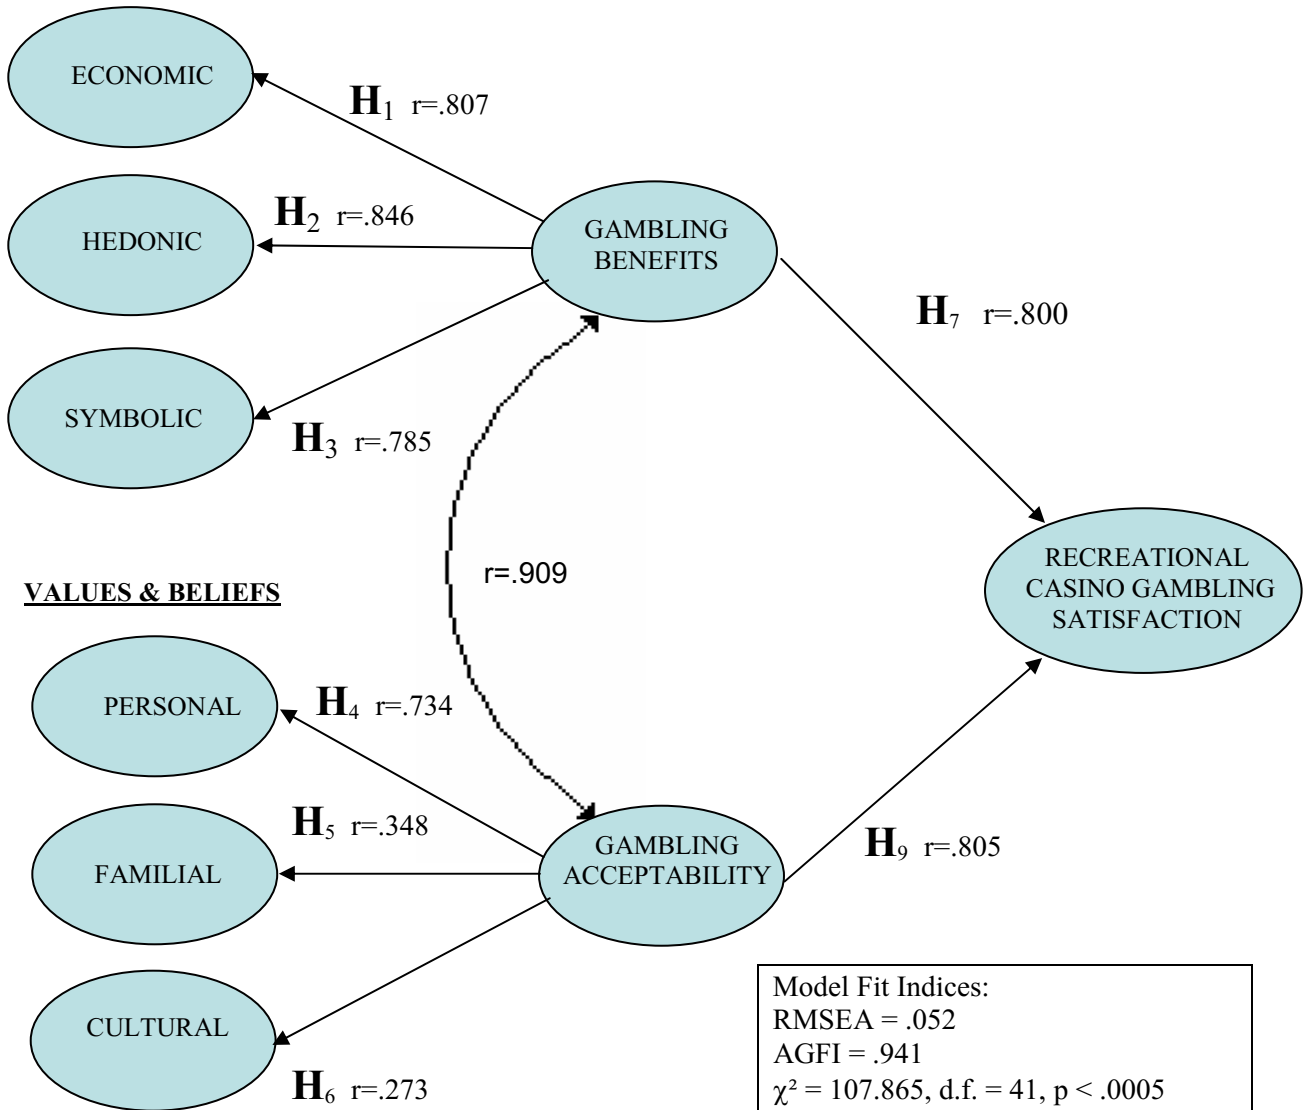 ECONOMIC
H1 r=.807
HEDONIC
H2 r=.846
GAMBLING
BENEFITS
SYMBOLIC
H3 r=.785
H7 r=.800
r=.909
RECREATIONAL
CASINO GAMBLING
SATISFACTION
VALUES & BELIEFS
PERSONAL
H4 r=.734
FAMILIAL
H5 r=.348
GAMBLING
ACCEPTABILITY
H9 r=.805
CULTURAL
H6 r=.273
Model Fit Indices:
RMSEA = .052
AGFI = .941
χ² = 107.865, d.f. = 41, p < .0005